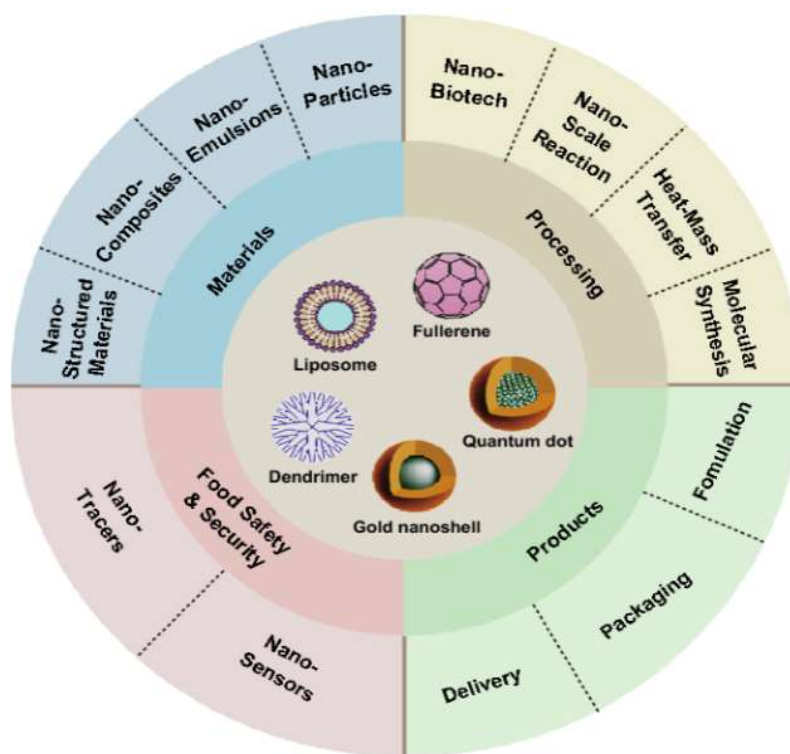 Nano-
Particles
Nano-
Emulsions
Nano-
Composites
Nano-
Structured
Materials
Materials
Nano-
Biotech
Nano-
Scale
Reaction
Heat-Mass
Transfer
Molecular
Synthesis
Processing
Liposome
Fullerene
Dendrimer
Quantum dot
Gold nanoshell
Food Safety
& Security
Nano-
Tracers
Nano-
Sensors
Products
Fomulation
Packaging
Delivery